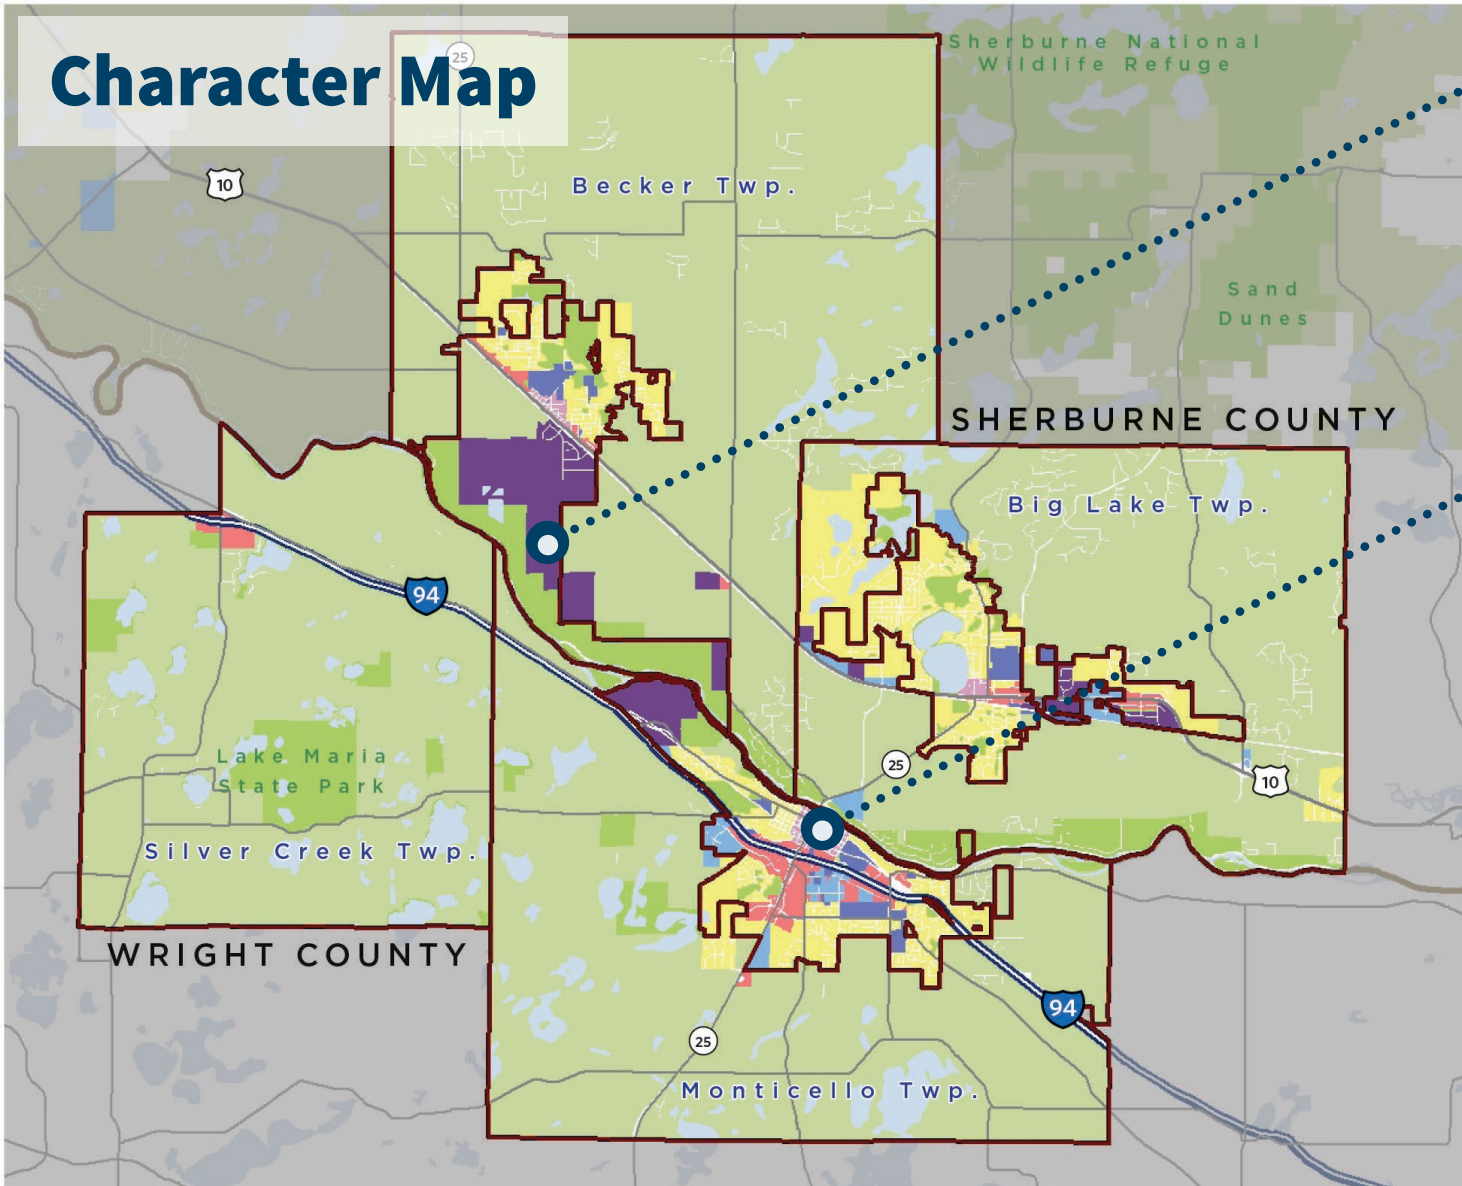 Character Map
25
Sherburne National
Wildlife Refuge
10
Becker Twp.
Sand
Dunes
SHERBURNE COUNTY
Big Lake Twp.
94
Lake Maria
State Park
25
10
Silver Creek Twp.
WRIGHT COUNTY
94
25
Monticello Twp.